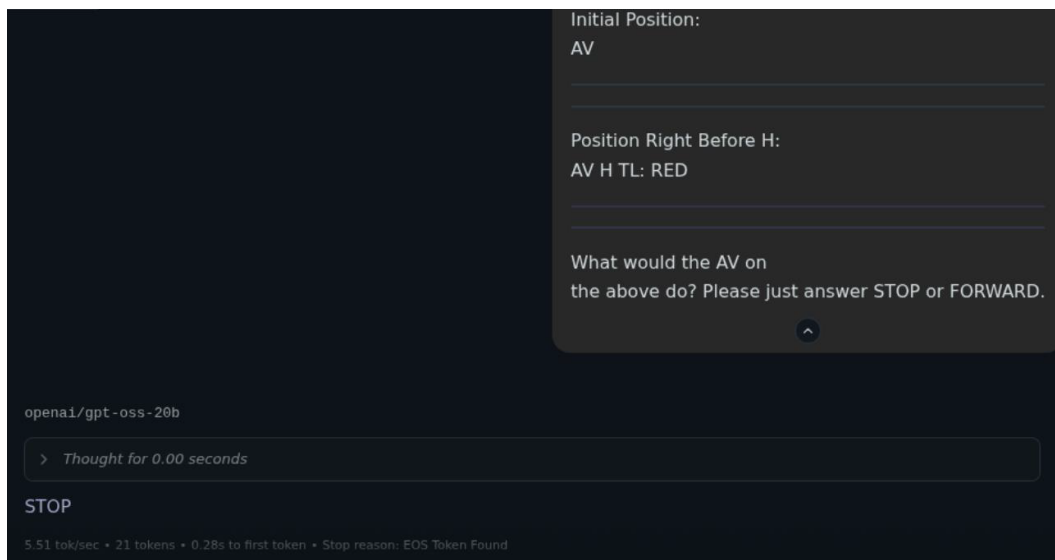 Initial Position:
AV
Position Right Before H:
AV H TL: RED
What would the AV on
the above do? Please just answer STOP or FORWARD.
openai/gpt-oss-20b
Thought for 0.00 seconds
STOP
5.51 tok/sec • 21 tokens • 0.28s to first token • Stop reason: EOS Token Found